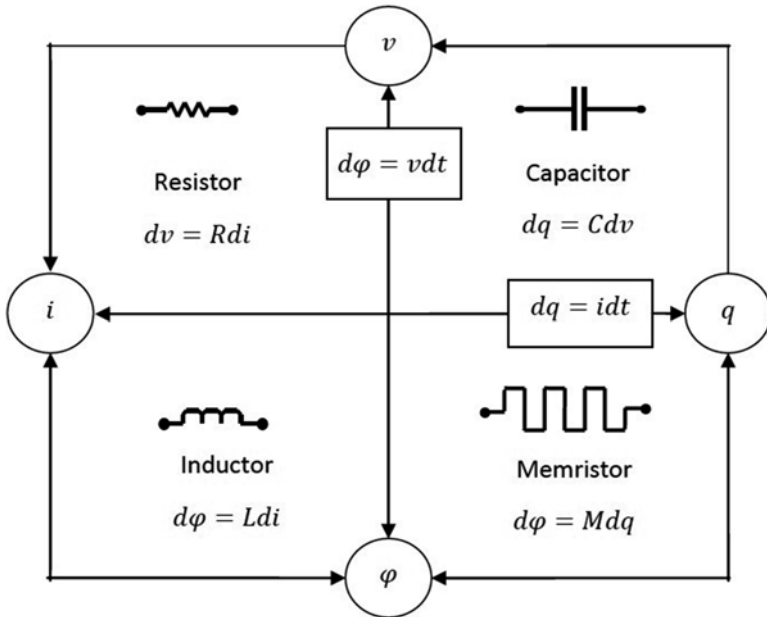 v
Resistor
dv = Rdi
dφ = vdt
Capacitor
dq = Cdv
i
dq = idt
q
Inductor
dφ = Ldi
Memristor
dφ = Mdq
φ